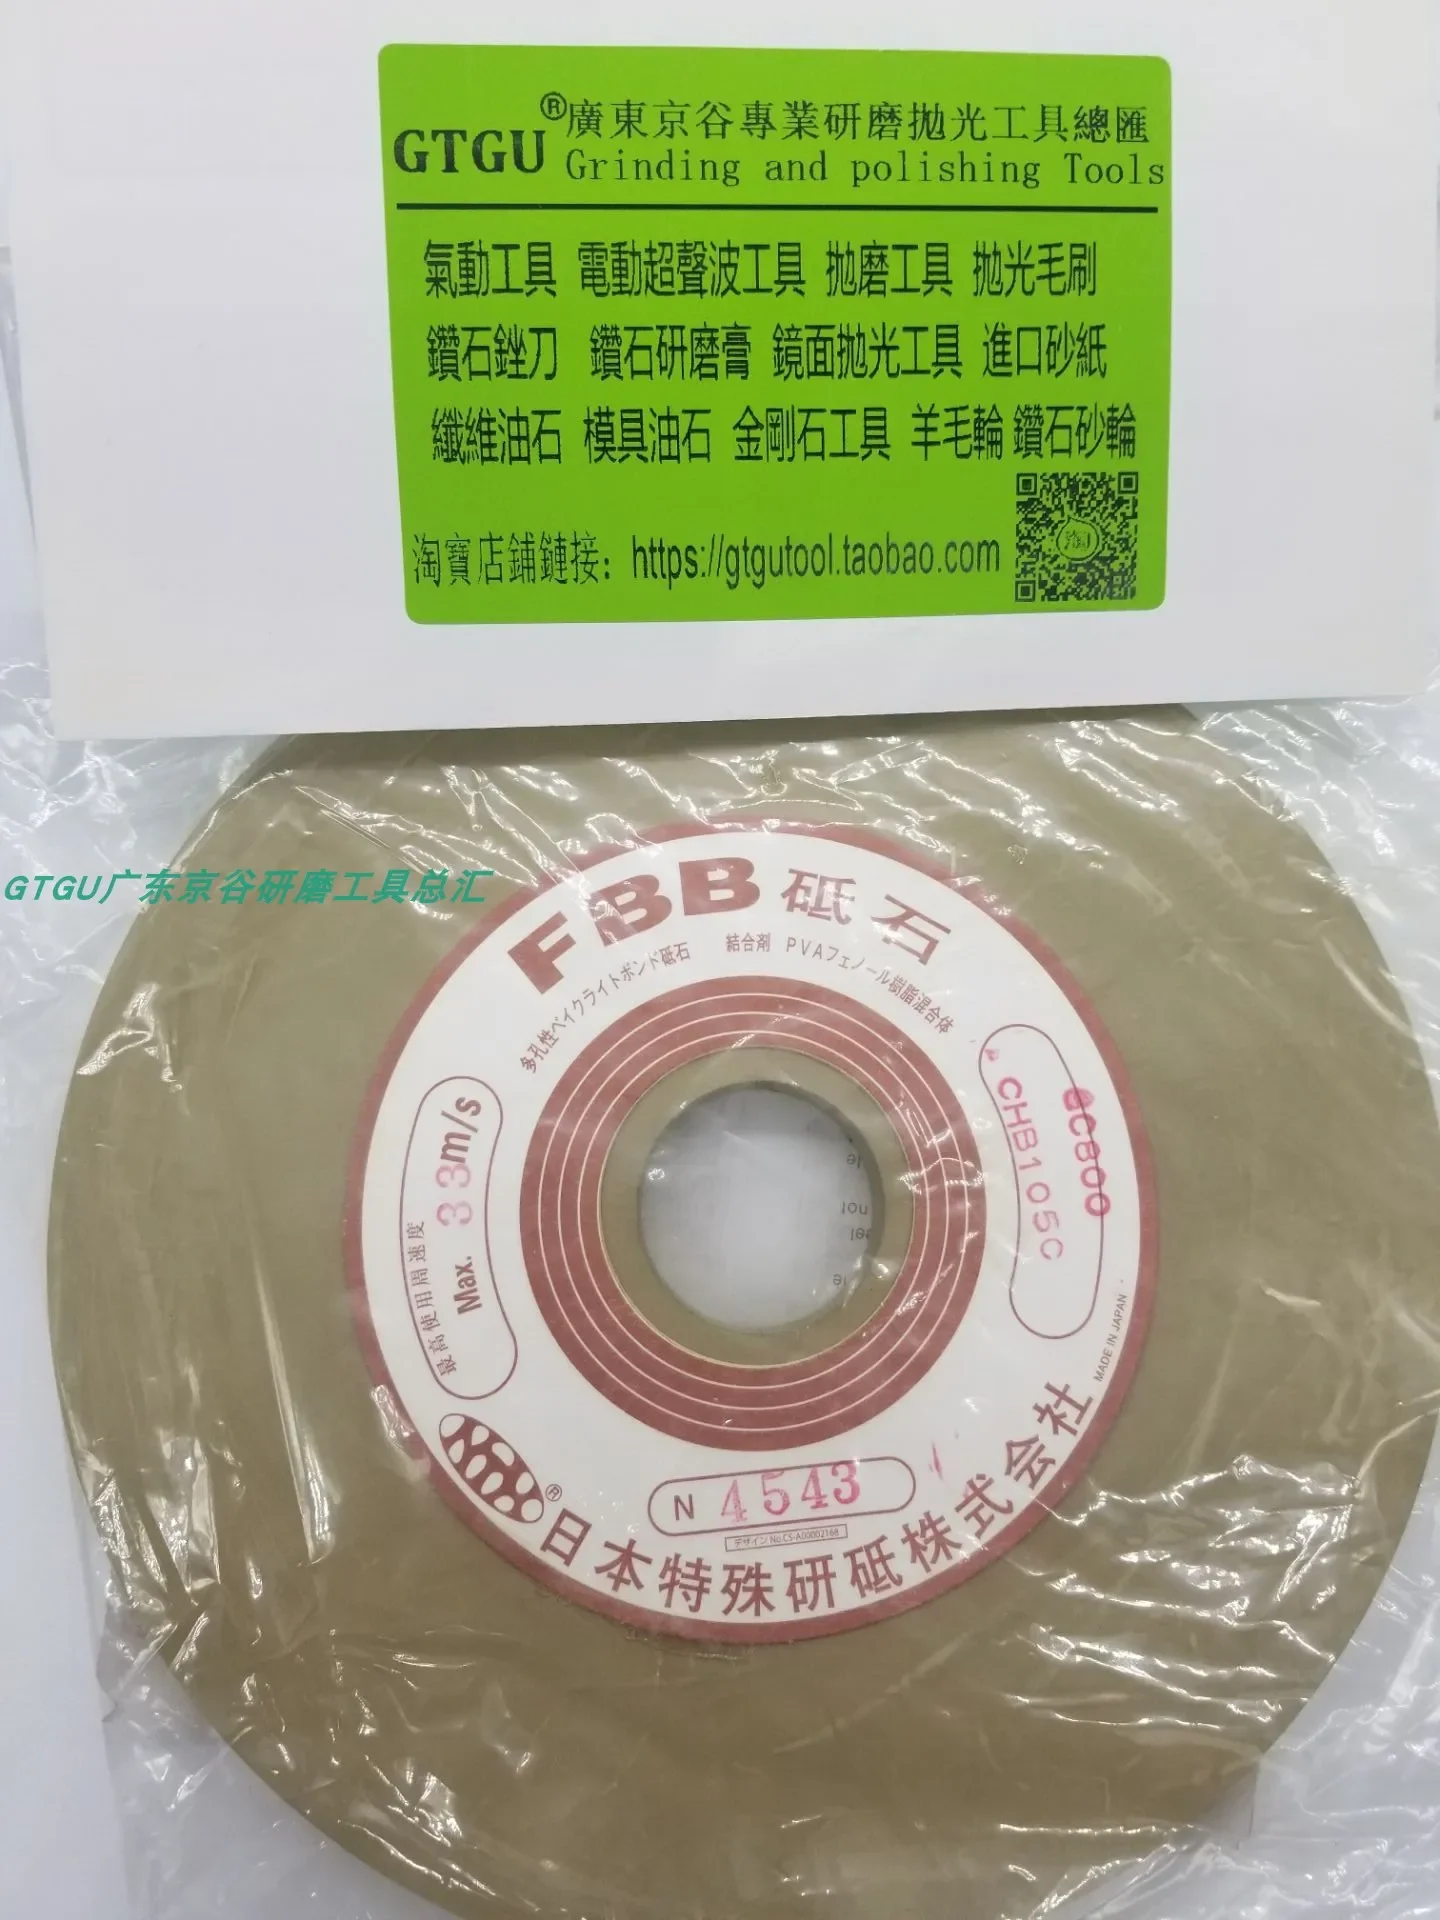 GTGU®廣東京谷專業研磨拋光工具總匯
Grinding and polishing Tools
氣動工具 電動超聲波工具 拋磨工具 拋光毛刷
鑽石銼刀 鑽石研磨膏 鏡面拋光工具 進口砂紙
纖維油石 模具油石 金剛石工具 羊毛輪 鑽石砂輪
淘寶店鋪鏈接：https://gtgutool.taobao.com
GTGU广东京谷研磨工具总汇
FBB 砥石
多孔性ベイクライトボンド砥石 結合剤 PVAフェノール樹脂混合体
最高使用周速度
Max. 33m/s
GC800
CHB105C
MADE IN JAPAN
N 4543
デザイン No.CS-A00002168
® 日本特殊研砥株式会社